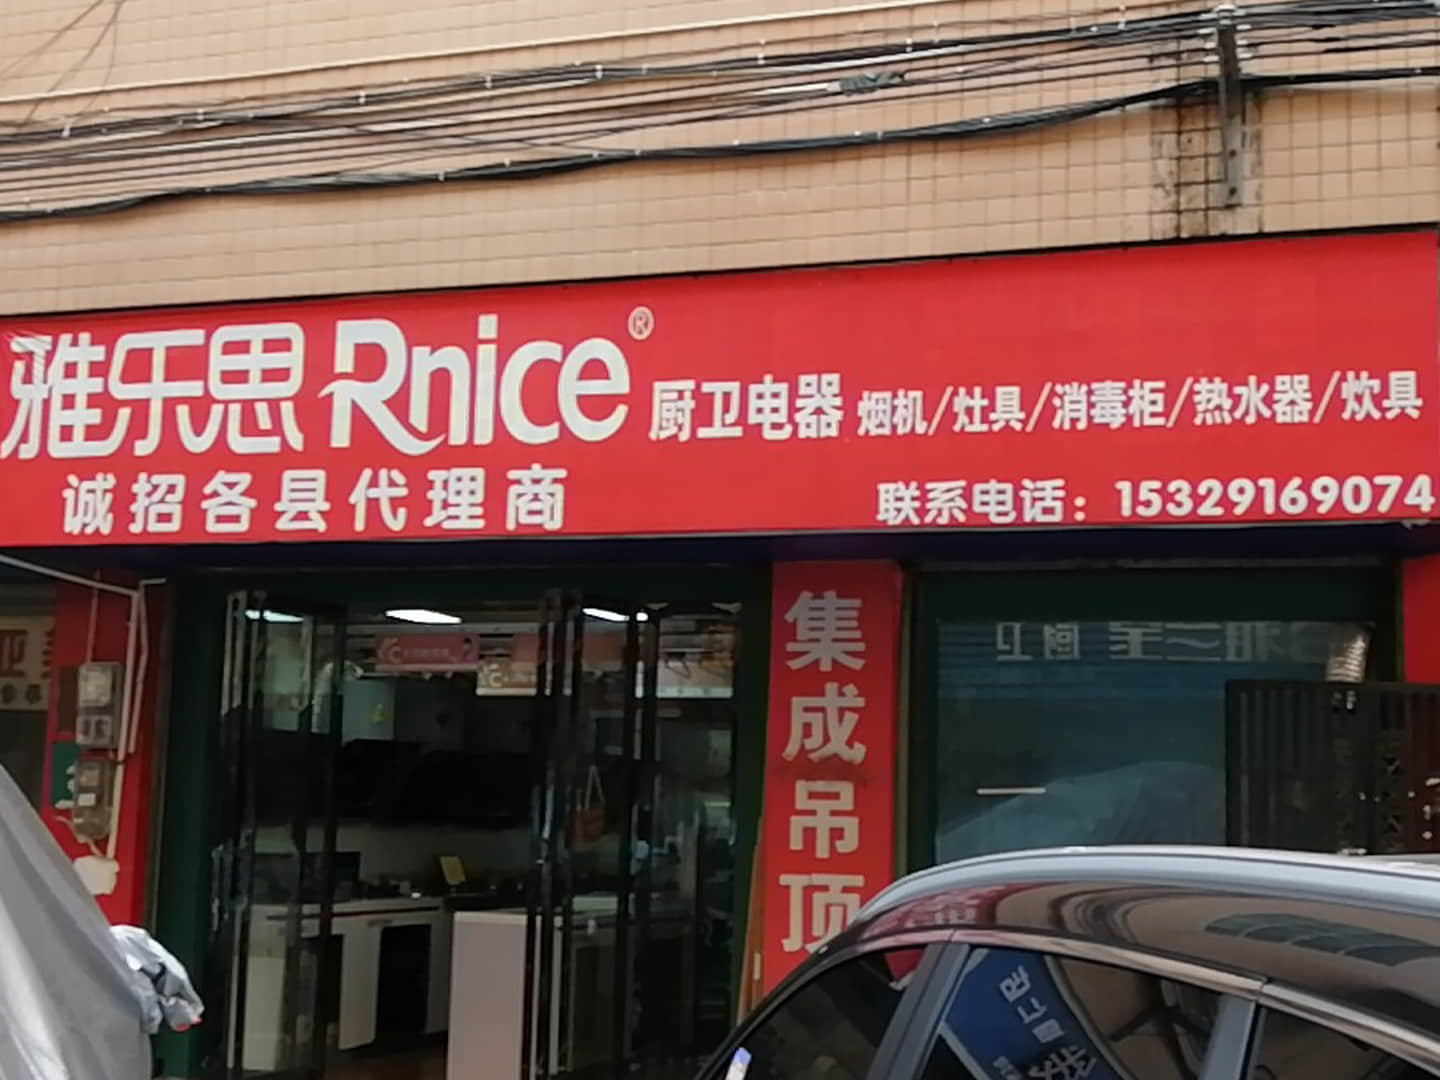 雅乐思 Rnice® 厨卫电器 烟机/灶具/消毒柜/热水器/炊具
诚招各县代理商
联系电话：15329169074
集成吊顶